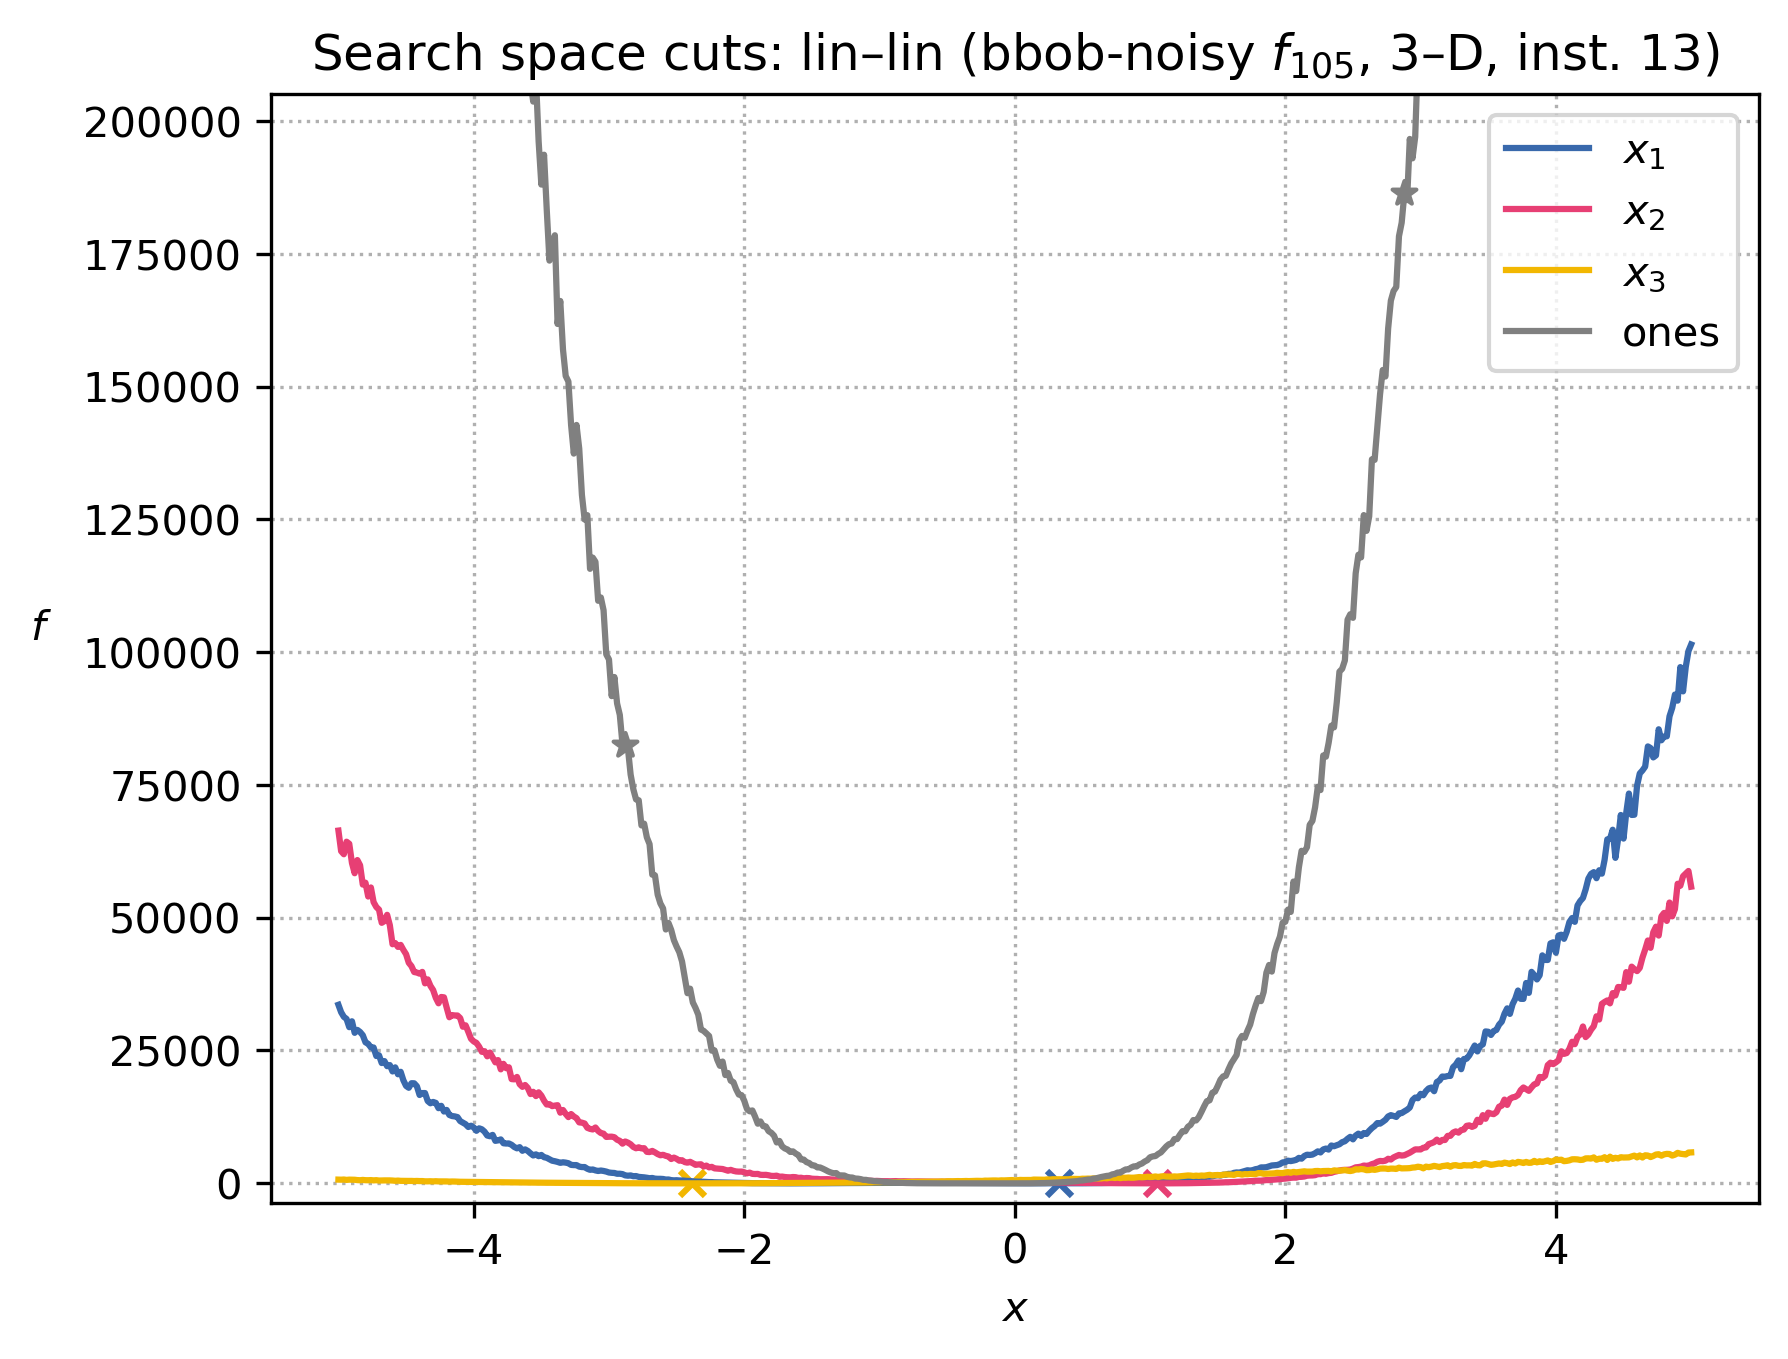 Search space cuts: lin–lin (bbob-noisy f₁₀₅, 3–D, inst. 13)
200000
175000
150000
125000
100000
75000
50000
25000
0
f
−4
−2
0
2
4
x
x₁
x₂
x₃
ones